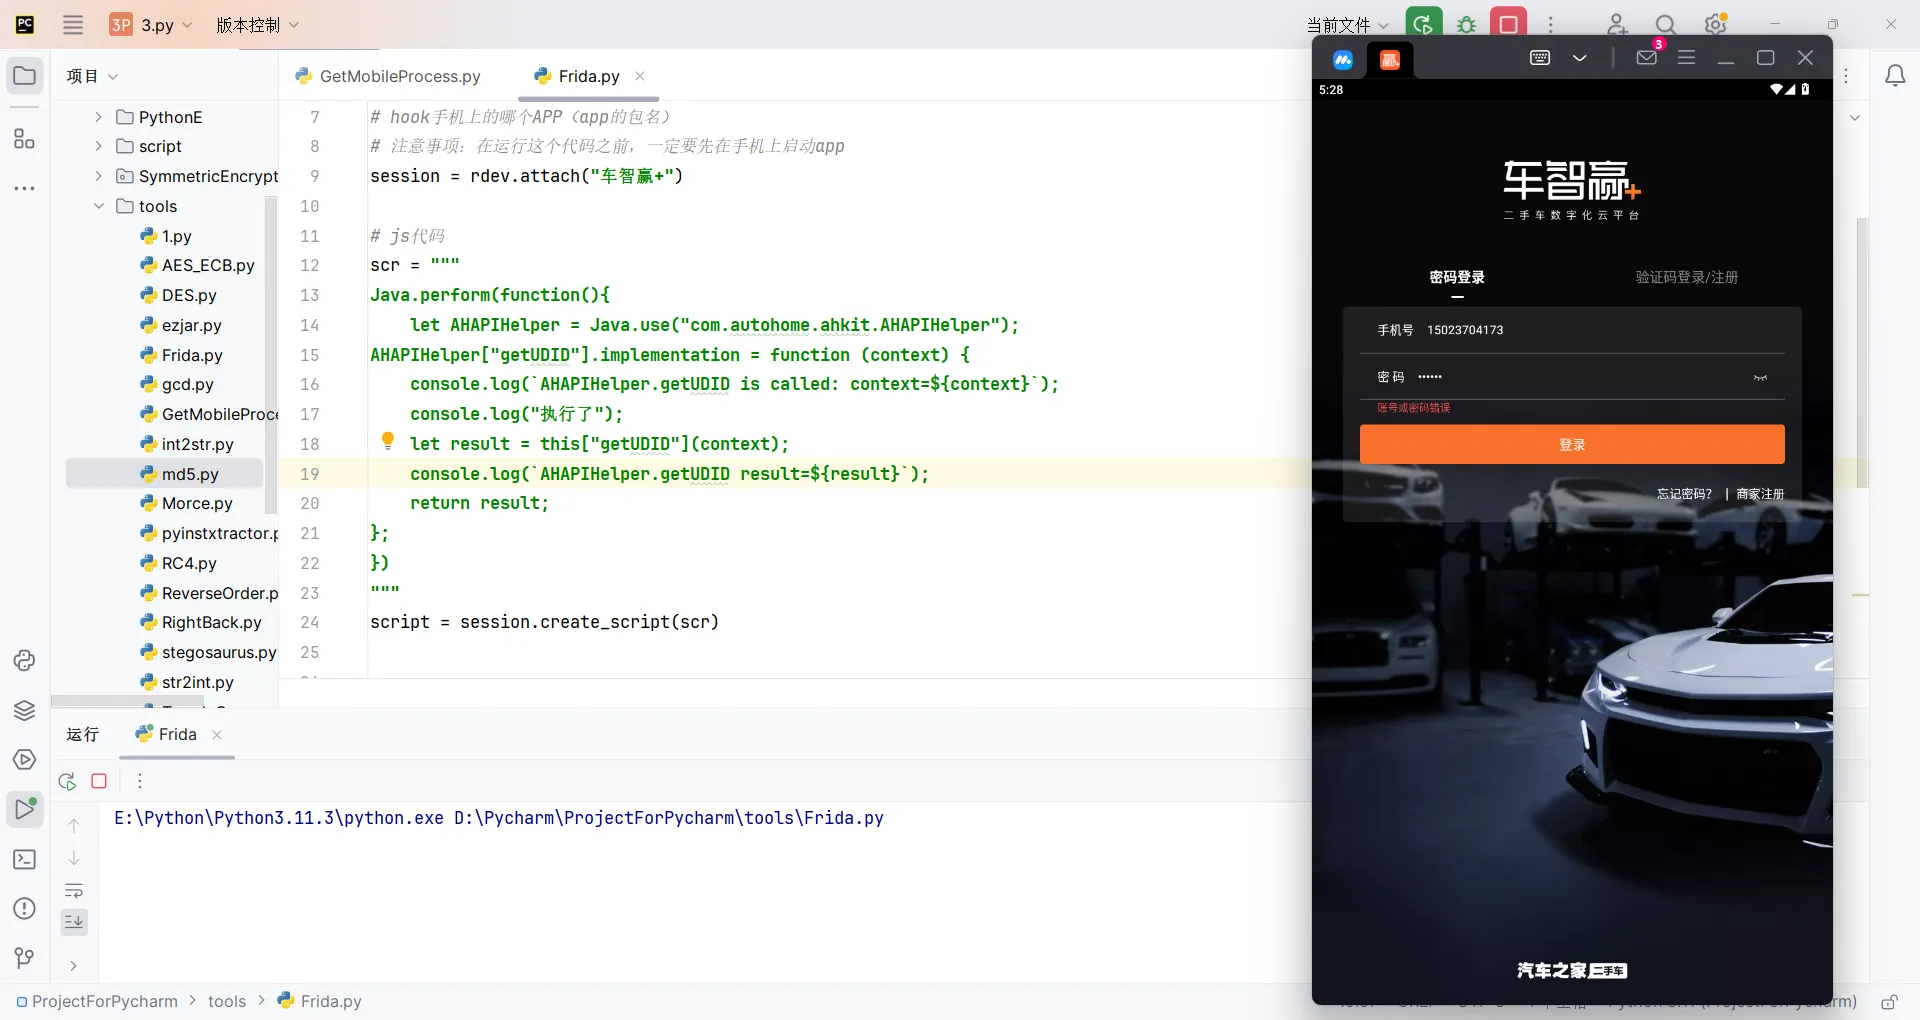 PC
3P 3.py
版本控制
当前文件
项目
GetMobileProcess.py
Frida.py
PythonE
script
SymmetricEncrypt
tools
1.py
AES_ECB.py
DES.py
ezjar.py
Frida.py
gcd.py
GetMobileProce
int2str.py
md5.py
Morce.py
pyinstxtractor.p
RC4.py
ReverseOrder.p
RightBack.py
stegosaurus.py
str2int.py
7 # hook手机上的哪个APP（app的包名）
8 # 注意事项：在运行这个代码之前，一定要先在手机上启动app
9 session = rdev.attach("车智赢+")
10
11 # js代码
12 scr = """
13 Java.perform(function(){
14 let AHAPIHelper = Java.use("com.autohome.ahkit.AHAPIHelper");
15 AHAPIHelper["getUDID"].implementation = function (context) {
16 console.log(`AHAPIHelper.getUDID is called: context=${context}`);
17 console.log("执行了");
18 let result = this["getUDID"](context);
19 console.log(`AHAPIHelper.getUDID result=${result}`);
20 return result;
21 };
22 })
23 """
24 script = session.create_script(scr)
25
运行
Frida
E:\Python\Python3.11.3\python.exe D:\Pycharm\ProjectForPycharm\tools\Frida.py
ProjectForPycharm > tools > Frida.py
3
5:28
车智赢+
二手车数字化云平台
密码登录
验证码登录/注册
手机号 15023704173
密码 ••••••
账号或密码错误
登录
忘记密码？ | 商家注册
汽车之家 二手车